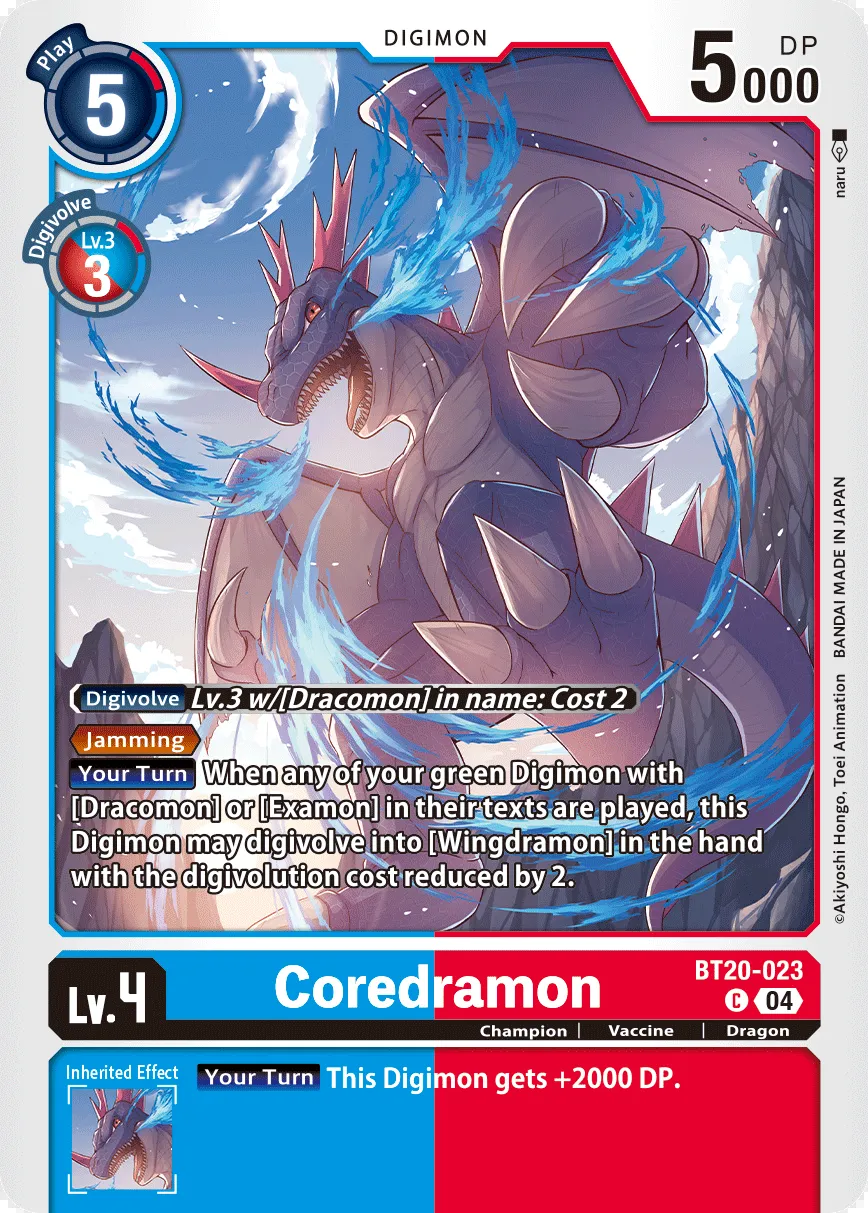 DIGIMON
Play
5
DP
5000
Digivolve
Lv.3
3
naru
Digivolve Lv.3 w/[Dracomon] in name: Cost 2
Jamming
Your Turn When any of your green Digimon with
[Dracomon] or [Examon] in their texts are played, this
Digimon may digivolve into [Wingdramon] in the hand
with the digivolution cost reduced by 2.
©Akiyoshi Hongo, Toei Animation BANDAI MADE IN JAPAN
Lv.4
Coredramon
BT20-023
C 04
Champion | Vaccine | Dragon
Inherited Effect
Your Turn This Digimon gets +2000 DP.